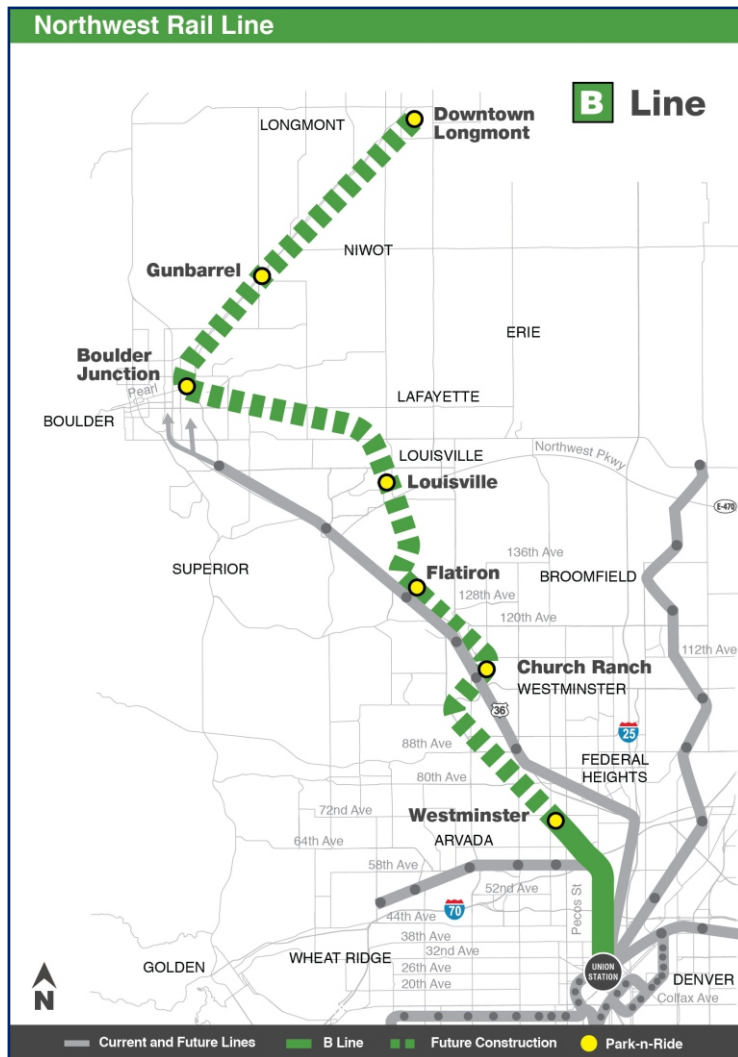 Northwest Rail Line
B Line
Downtown
Longmont
LONGMONT
NIWOT
Gunbarrel
ERIE
Boulder
Junction
Pearl
LAFAYETTE
BOULDER
Northwest Pkwy
LOUISVILLE
Louisville
E-470
136th Ave
SUPERIOR
Flatiron
BROOMFIELD
128th Ave
120th Ave
112th Ave
Church Ranch
WESTMINSTER
36
25
88th Ave
FEDERAL
HEIGHTS
80th Ave
72nd Ave
Westminster
64th Ave
ARVADA
58th Ave
52nd Ave
Pecos St
70
44th Ave
38th Ave
32nd Ave
WHEAT RIDGE
GOLDEN
26th Ave
20th Ave
UNION
STATION
DENVER
Colfax Ave
N
Current and Future Lines
B Line
Future Construction
Park-n-Ride